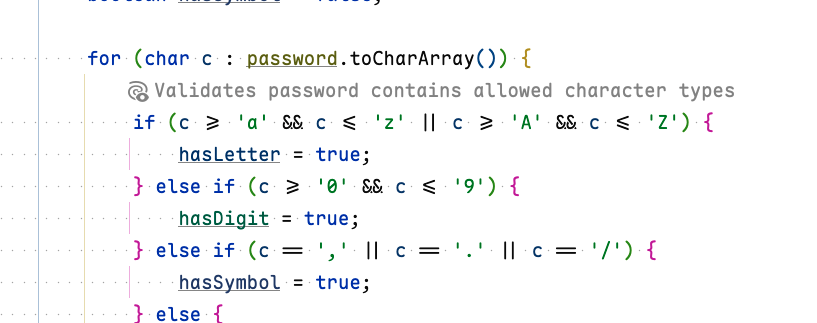 for (char c : password.toCharArray()) {
Validates password contains allowed character types
if (c >= 'a' && c <= 'z' || c >= 'A' && c <= 'Z') {
hasLetter = true;
} else if (c >= '0' && c <= '9') {
hasDigit = true;
} else if (c == ',' || c == '.' || c == '/') {
hasSymbol = true;
} else {